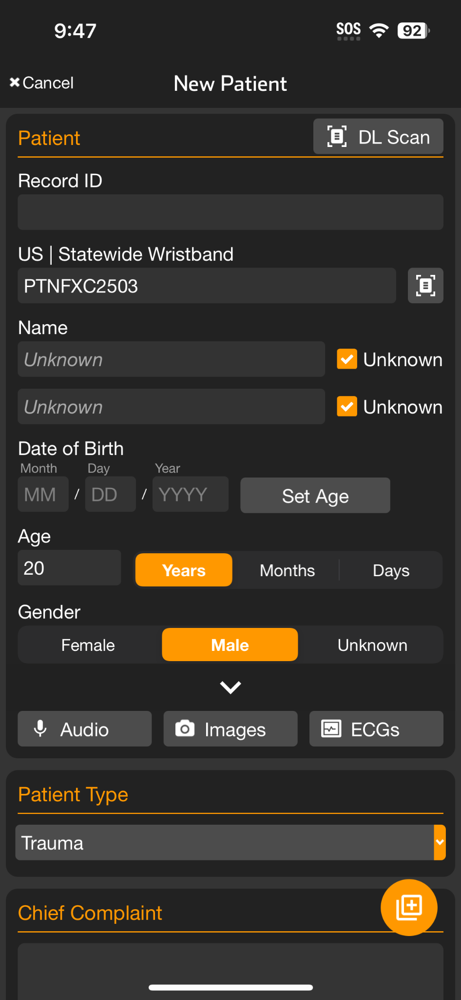 9:47 SOS 92
Cancel New Patient
Patient DL Scan
Record ID
US | Statewide Wristband
PTNFXC2503
Name
Unknown Unknown
Unknown Unknown
Date of Birth
Month Day Year
MM / DD / YYYY Set Age
Age
20 Years Months Days
Gender
Female Male Unknown
Audio Images ECGs
Patient Type
Trauma
Chief Complaint